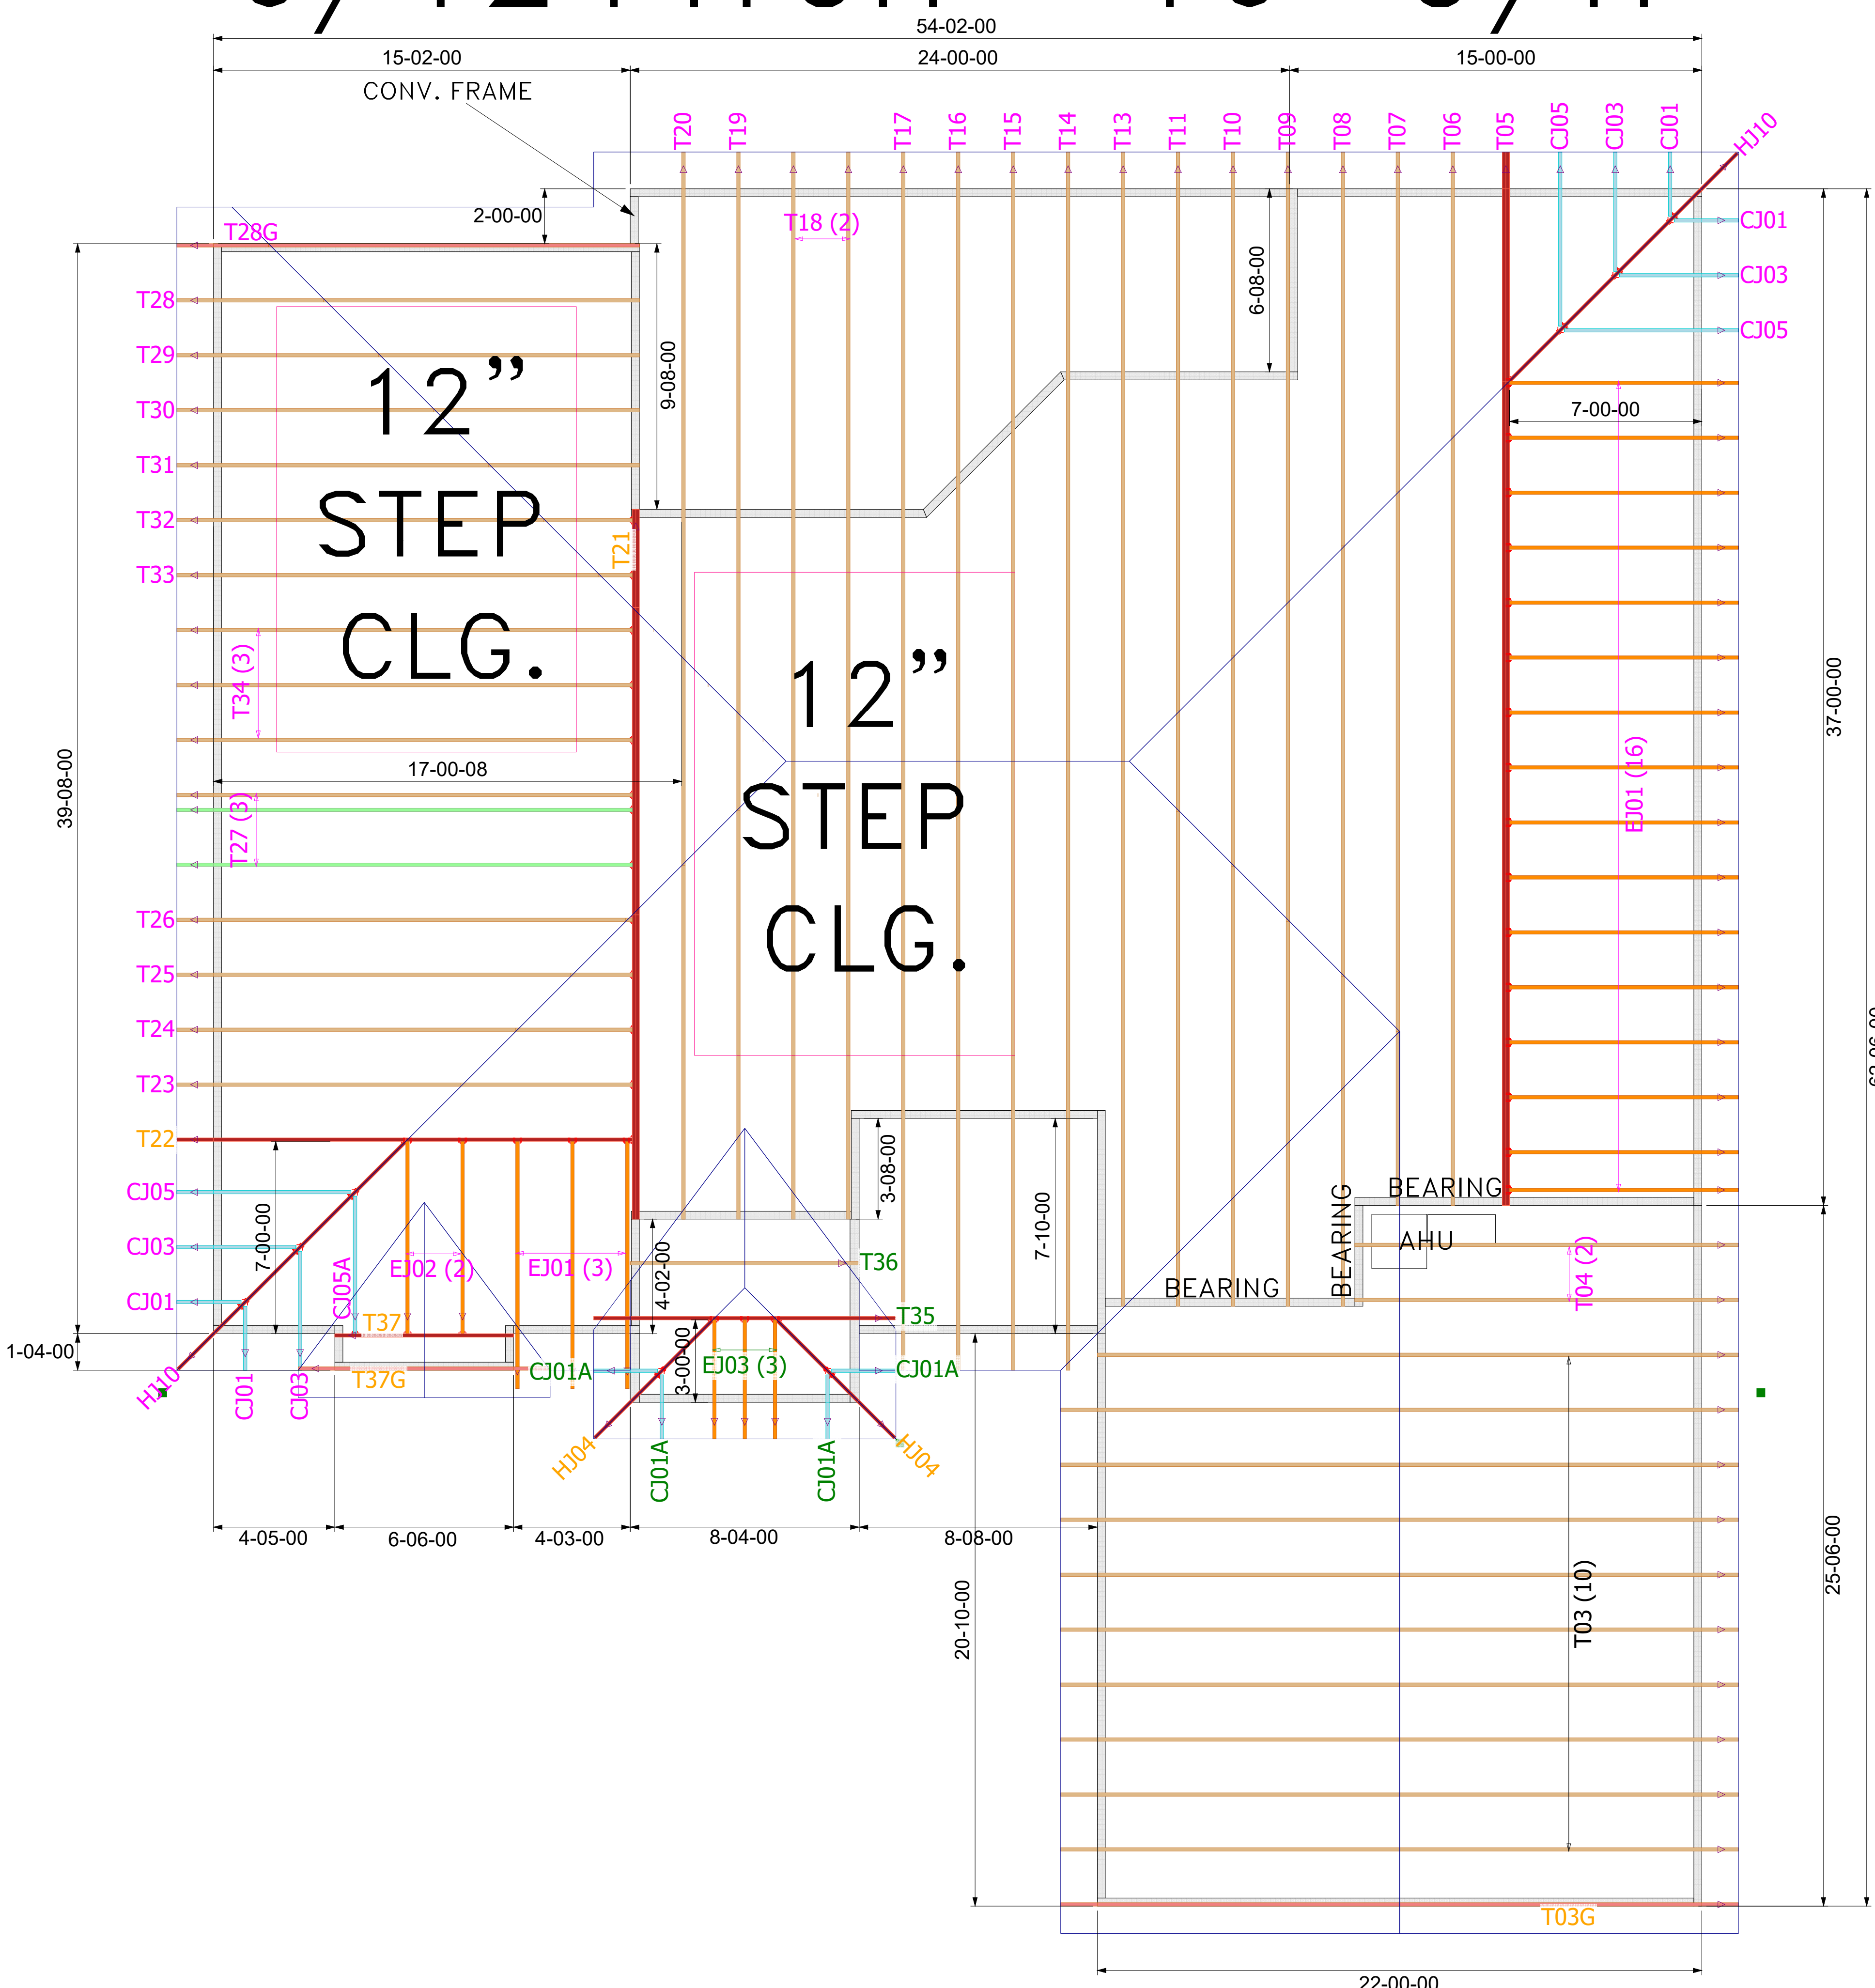 54-02-00
15-02-00
24-00-00
15-00-00
CONV. FRAME
T20
T19
T17
T16
T15
T14
T13
T11
T10
T09
T08
T07
T06
T05
CJ05
CJ03
CJ01
HJ10
2-00-00
T18 (2)
CJ01
CJ03
CJ05
T28G
T28
T29
T30
T31
T32
T33
T34 (3)
T27 (3)
T26
T25
T24
T23
T22
CJ05
CJ03
CJ01
HJ10
12”
STEP
CLG.
9-08-00
6-08-00
7-00-00
T21
12”
STEP
CLG.
17-00-08
39-08-00
37-00-00
EJ01 (16)
3-08-00
7-10-00
7-00-00
4-02-00
BEARING
BEARING
BEARING
AHU
T04 (2)
CJ05A
EJ02 (2)
EJ01 (3)
T36
T37
T35
1-04-00
3-00-00
EJ03 (3)
CJ01A
CJ01A
T37G
CJ01
CJ03
HJ04
HJ04
CJ01A
CJ01A
4-05-00
6-06-00
4-03-00
8-04-00
8-08-00
20-10-00
T03 (10)
25-06-00
T03G
22-00-00